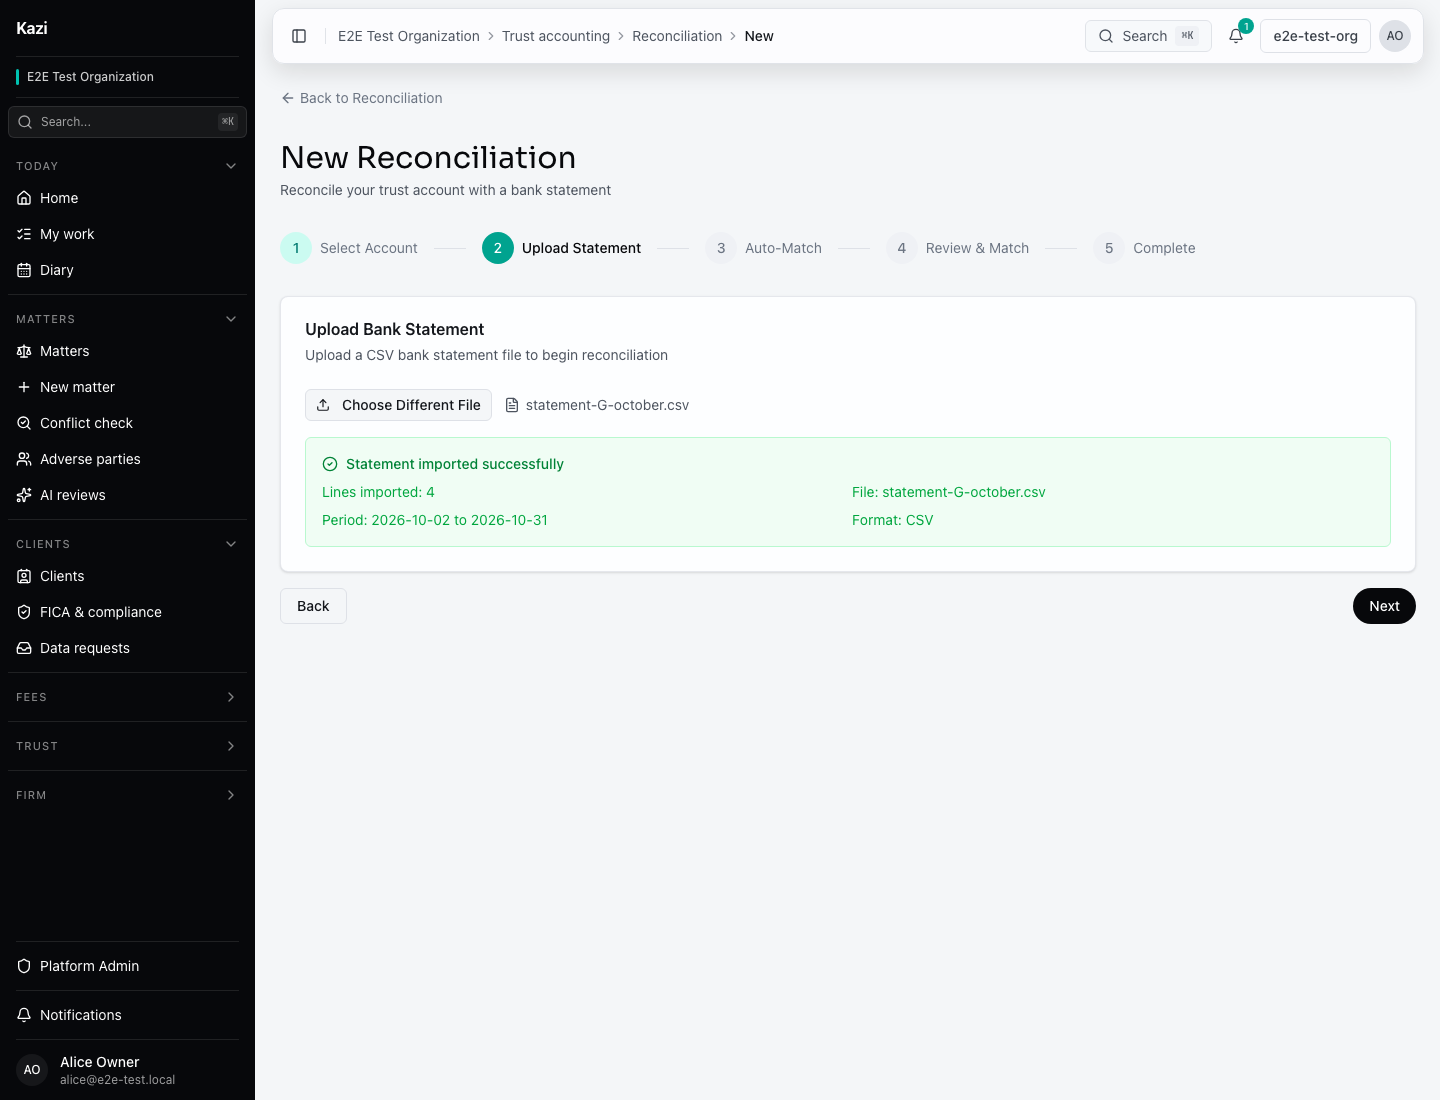 Kazi
E2E Test Organization
Search... ⌘K
TODAY
Home
My work
Diary
MATTERS
Matters
New matter
Conflict check
Adverse parties
AI reviews
CLIENTS
Clients
FICA & compliance
Data requests
FEES
TRUST
FIRM
Platform Admin
Notifications
AO
Alice Owner
alice@e2e-test.local
E2E Test Organization > Trust accounting > Reconciliation > New
Search ⌘K
1
e2e-test-org
AO
Back to Reconciliation
New Reconciliation
Reconcile your trust account with a bank statement
1 Select Account
2 Upload Statement
3 Auto-Match
4 Review & Match
5 Complete
Upload Bank Statement
Upload a CSV bank statement file to begin reconciliation
Choose Different File
statement-G-october.csv
Statement imported successfully
Lines imported: 4
File: statement-G-october.csv
Period: 2026-10-02 to 2026-10-31
Format: CSV
Back
Next